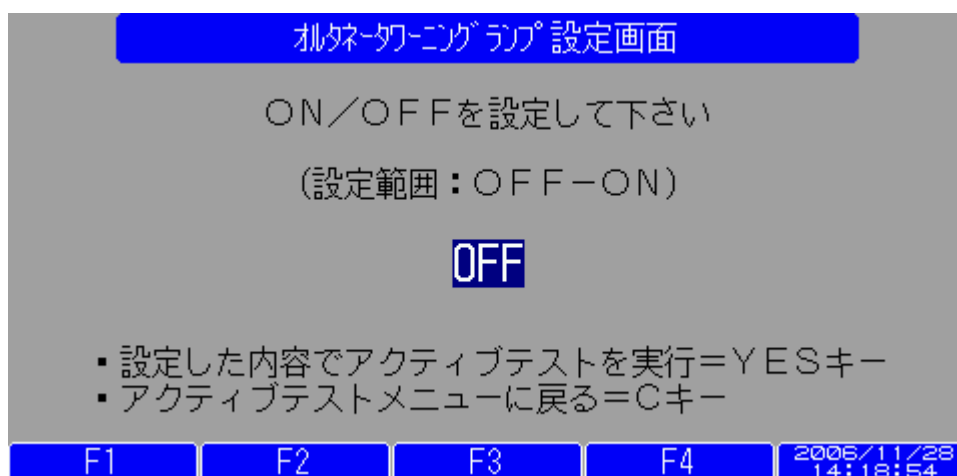 ｵﾙﾀﾈｰﾀﾜｰﾆﾝｸﾞﾗﾝﾌﾟ設定画面
ＯＮ／ＯＦＦを設定して下さい
（設定範囲：ＯＦＦ－ＯＮ）
OFF
▪設定した内容でアクティブテストを実行＝ＹＥＳキー
▪アクティブテストメニューに戻る＝Ｃキー
F1 F2 F3 F4 2006/11/28
14:18:54